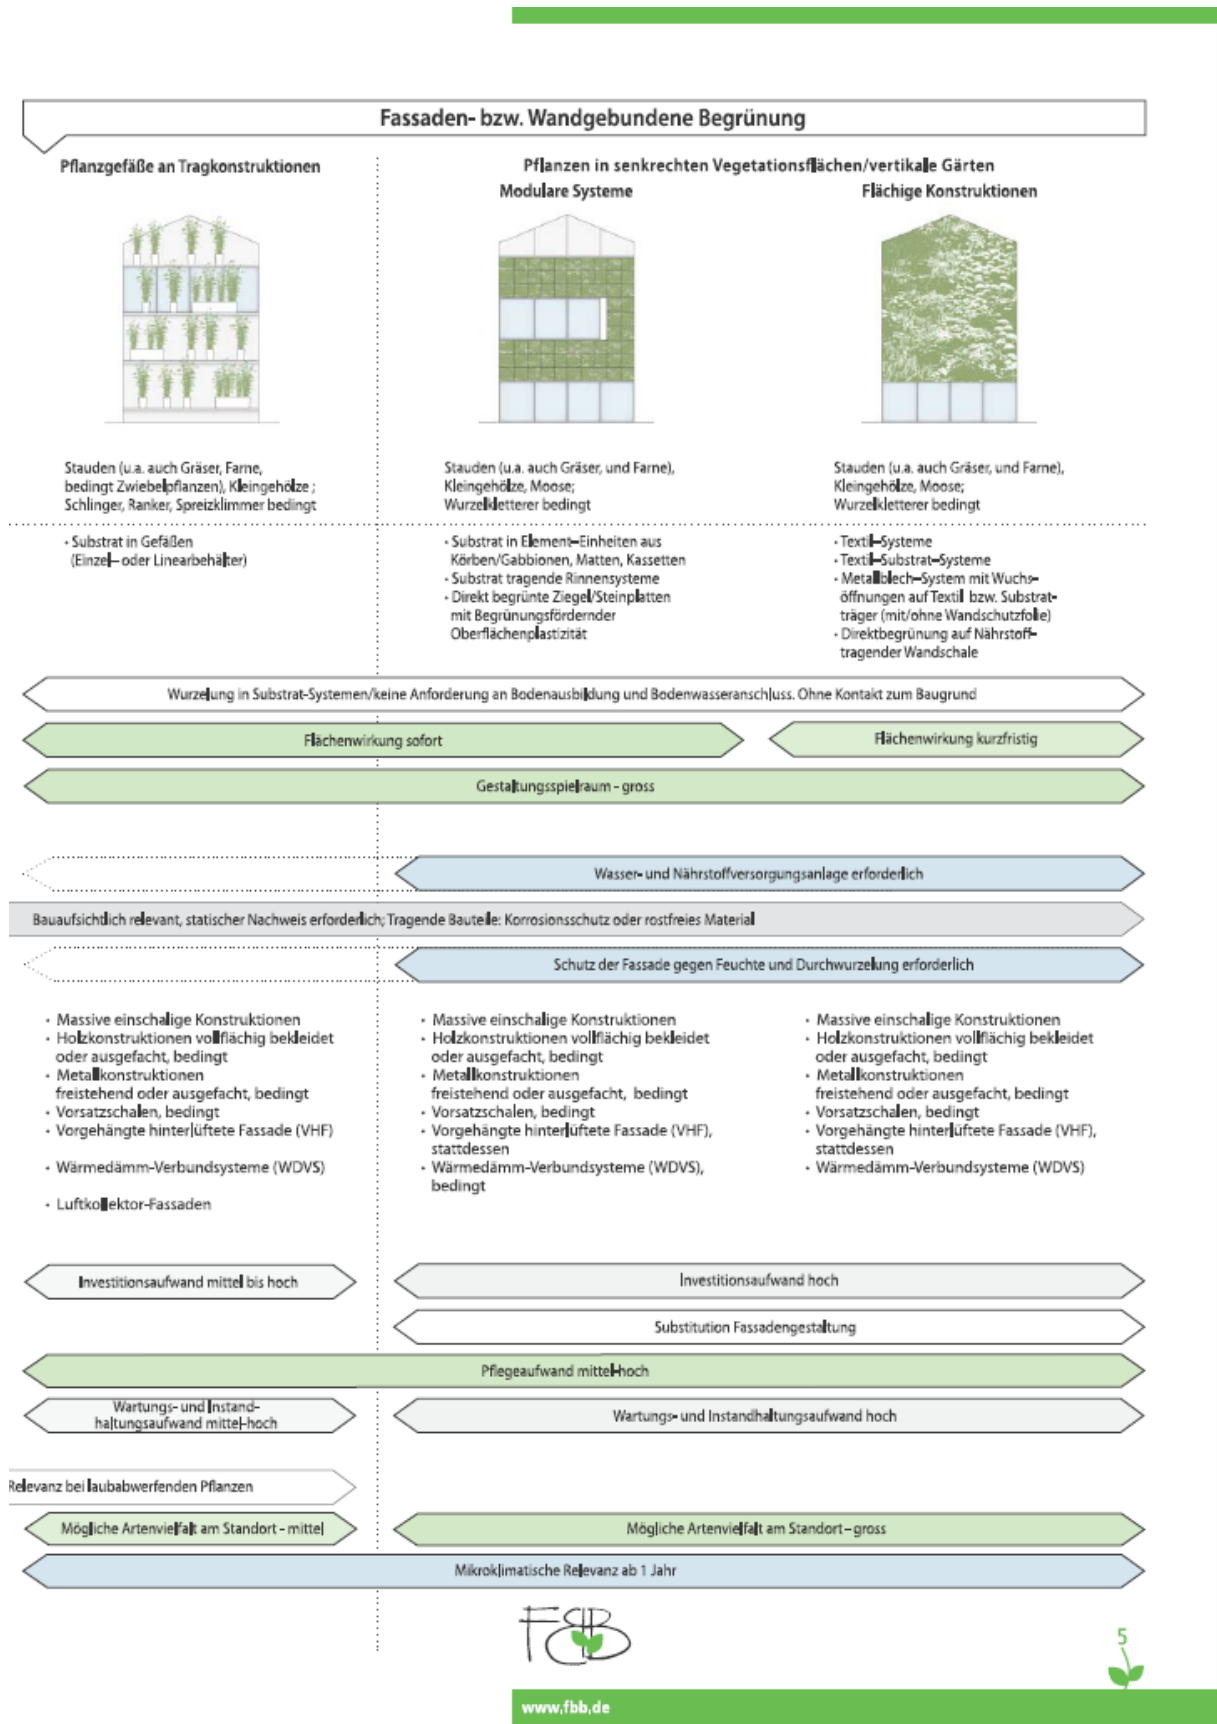 Fassaden- bzw. Wandgebundene Begrünung
Pflanzgefäße an Tragkonstruktionen
Pflanzen in senkrechten Vegetationsflächen/vertikale Gärten
Modulare Systeme
Flächige Konstruktionen
Stauden (u.a. auch Gräser, Farne,
bedingt Zwiebelpflanzen), Kleingehölze ;
Schlinger, Ranker, Spreizklimmer bedingt
Stauden (u.a. auch Gräser, und Farne),
Kleingehölze, Moose;
Wurzelkletterer bedingt
Stauden (u.a. auch Gräser, und Farne),
Kleingehölze, Moose;
Wurzelkletterer bedingt
• Substrat in Gefäßen
(Einzel– oder Linearbehälter)
• Substrat in Element–Einheiten aus
Körben/Gabbionen, Matten, Kassetten
• Substrat tragende Rinnensysteme
• Direkt begrünte Ziegel/Steinplatten
mit Begrünungsfördernder
Oberflächenplastizität
• Textil–Systeme
• Textil–Substrat–Systeme
• Metallblech–System mit Wuchs-
öffnungen auf Textil bzw. Substrat-
träger (mit/ohne Wandschutzfolie)
• Direktbegrünung auf Nährstoff-
tragender Wandschale
Wurzelung in Substrat-Systemen/keine Anforderung an Bodenausbildung und Bodenwasseranschluss. Ohne Kontakt zum Baugrund
Flächenwirkung sofort
Flächenwirkung kurzfristig
Gestaltungsspielraum - gross
Wasser- und Nährstoffversorgungsanlage erforderlich
Bauaufsichtlich relevant, statischer Nachweis erforderlich; Tragende Bauteile: Korrosionsschutz oder rostfreies Material
Schutz der Fassade gegen Feuchte und Durchwurzelung erforderlich
• Massive einschalige Konstruktionen
• Holzkonstruktionen vollflächig bekleidet
oder ausgefacht, bedingt
• Metallkonstruktionen
freistehend oder ausgefacht, bedingt
• Vorsatzschalen, bedingt
• Vorgehängte hinterlüftete Fassade (VHF)
• Wärmedämm-Verbundsysteme (WDVS)
• Luftkollektor-Fassaden
• Massive einschalige Konstruktionen
• Holzkonstruktionen vollflächig bekleidet
oder ausgefacht, bedingt
• Metallkonstruktionen
freistehend oder ausgefacht, bedingt
• Vorsatzschalen, bedingt
• Vorgehängte hinterlüftete Fassade (VHF),
stattdessen
• Wärmedämm-Verbundsysteme (WDVS),
bedingt
• Massive einschalige Konstruktionen
• Holzkonstruktionen vollflächig bekleidet
oder ausgefacht, bedingt
• Metallkonstruktionen
freistehend oder ausgefacht, bedingt
• Vorsatzschalen, bedingt
• Vorgehängte hinterlüftete Fassade (VHF),
stattdessen
• Wärmedämm-Verbundsysteme (WDVS)
Investitionsaufwand mittel bis hoch
Investitionsaufwand hoch
Substitution Fassadengestaltung
Pflegeaufwand mittel-hoch
Wartungs- und Instand-
haltungsaufwand mittel-hoch
Wartungs- und Instandhaltungsaufwand hoch
Relevanz bei laubabwerfenden Pflanzen
Mögliche Artenvielfalt am Standort - mittel
Mögliche Artenvielfalt am Standort – gross
Mikroklimatische Relevanz ab 1 Jahr
FBB
5
www.fbb.de